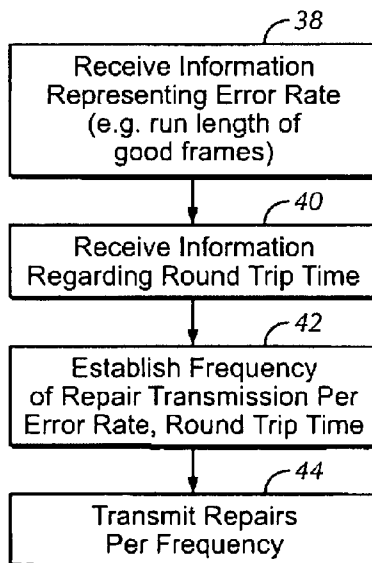 38
Receive Information
Representing Error Rate
(e.g. run length of
good frames)
40
Receive Information
Regarding Round Trip Time
42
Establish Frequency
of Repair Transmission Per
Error Rate, Round Trip Time
44
Transmit Repairs
Per Frequency